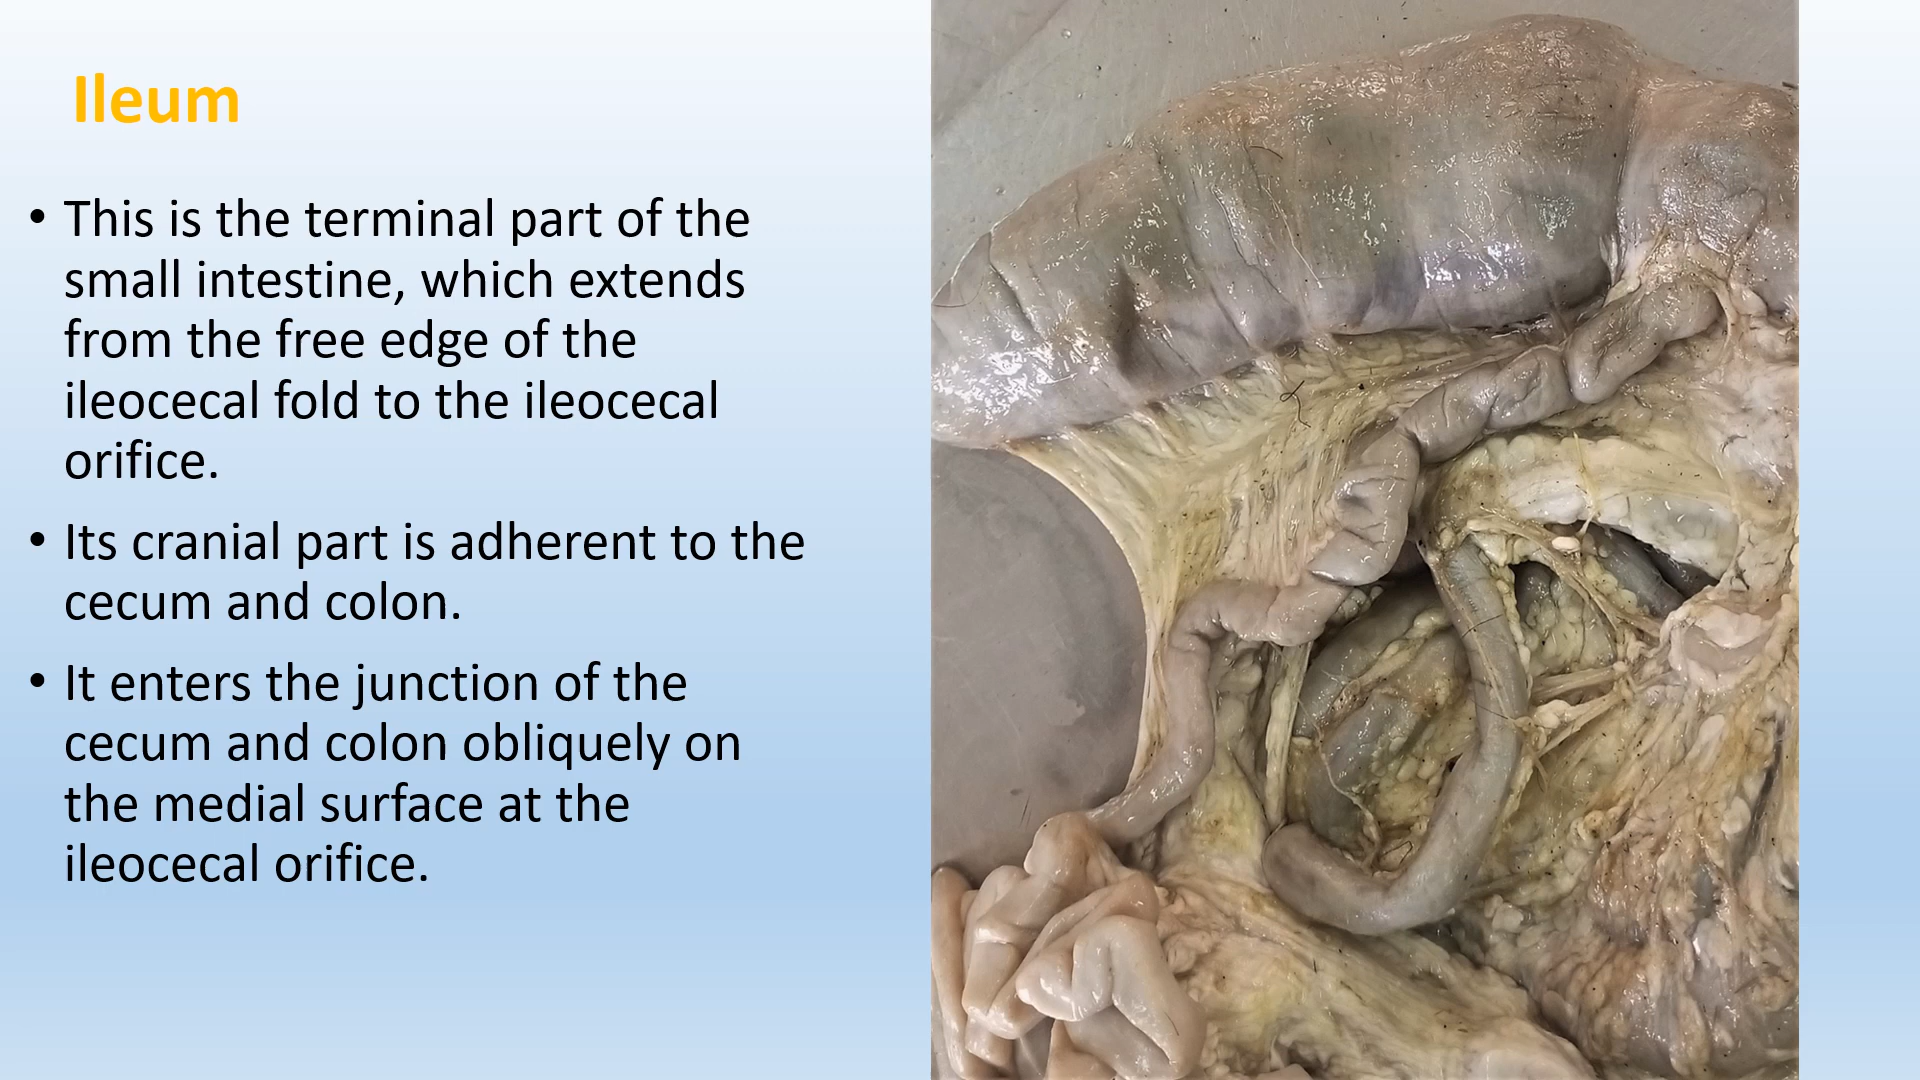 Ileum
• This is the terminal part of the
small intestine, which extends
from the free edge of the
ileocecal fold to the ileocecal
orifice.
• Its cranial part is adherent to the
cecum and colon.
• It enters the junction of the
cecum and colon obliquely on
the medial surface at the
ileocecal orifice.